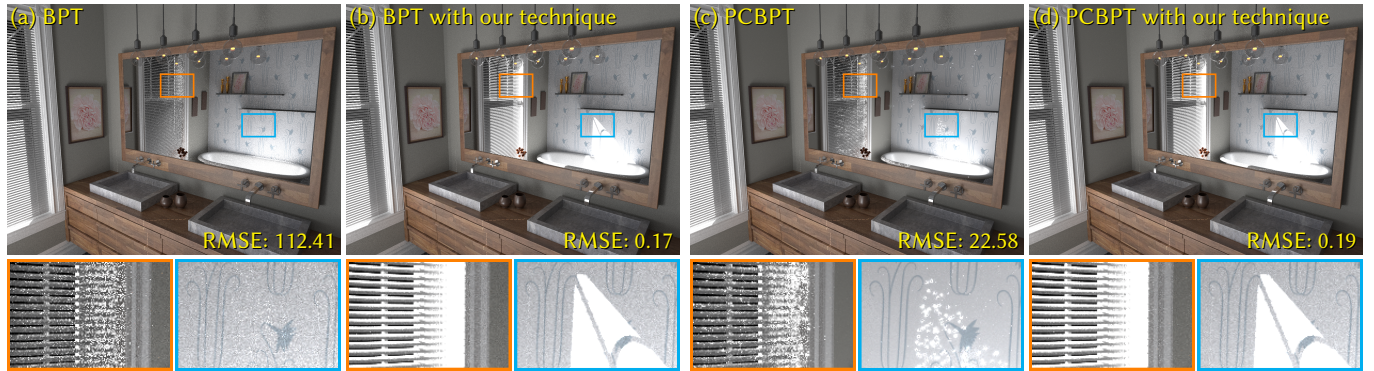 (a) BPT
RMSE: 112.41
(b) BPT with our technique
RMSE: 0.17
(c) PCBPT
RMSE: 22.58
(d) PCBPT with our technique
RMSE: 0.19